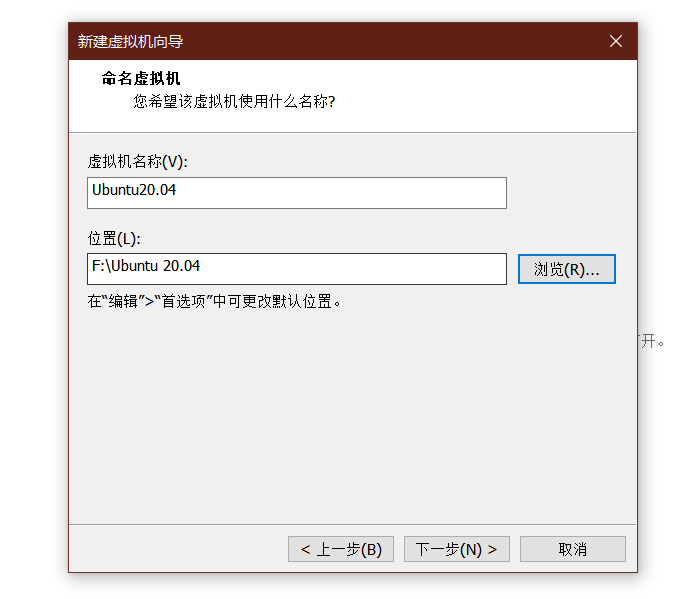 新建虚拟机向导
命名虚拟机
您希望该虚拟机使用什么名称?
虚拟机名称(V):
Ubuntu20.04
位置(L):
F:\Ubuntu 20.04
浏览(R)...
在“编辑”>“首选项”中可更改默认位置。
开。
< 上一步(B)
下一步(N) >
取消